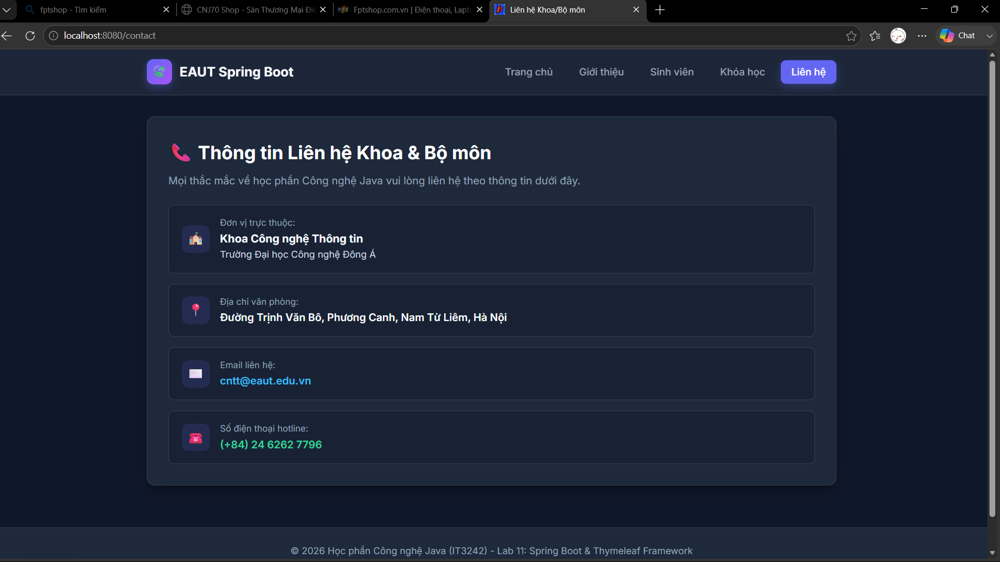 fptshop - Tìm kiếm
CNJ70 Shop - Sàn Thương Mại Điệ
Fptshop.com.vn | Điện thoại, Lapto
Liên hệ Khoa/Bộ môn
localhost:8080/contact
Chat
EAUT Spring Boot
Trang chủ
Giới thiệu
Sinh viên
Khóa học
Liên hệ
Thông tin Liên hệ Khoa & Bộ môn
Mọi thắc mắc về học phần Công nghệ Java vui lòng liên hệ theo thông tin dưới đây.
Đơn vị trực thuộc:
Khoa Công nghệ Thông tin
Trường Đại học Công nghệ Đông Á
Địa chỉ văn phòng:
Đường Trịnh Văn Bô, Phương Canh, Nam Từ Liêm, Hà Nội
Email liên hệ:
cntt@eaut.edu.vn
Số điện thoại hotline:
(+84) 24 6262 7796
© 2026 Học phần Công nghệ Java (IT3242) - Lab 11: Spring Boot & Thymeleaf Framework